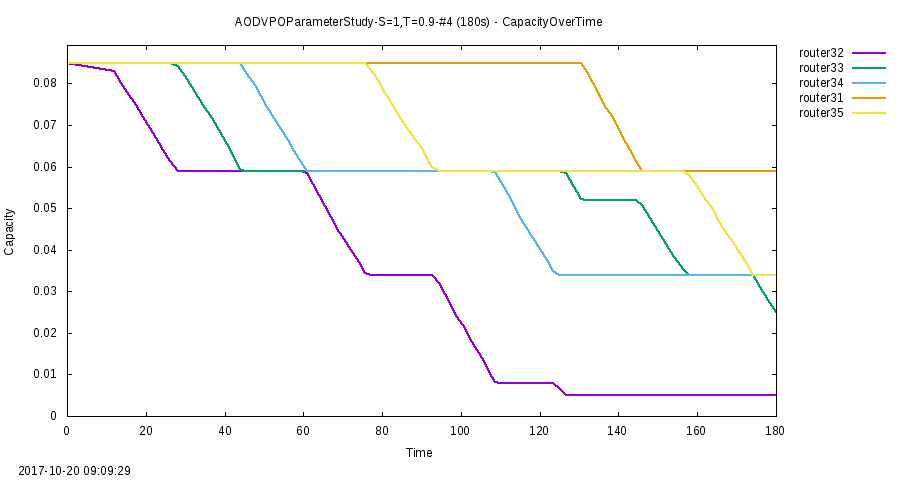 AODVPOParameterStudy-S=1,T=0.9-#4 (180s) - CapacityOverTime
router32
router33
router34
router31
router35
0.08
0.07
0.06
0.05
0.04
0.03
0.02
0.01
0
Capacity
0 20 40 60 80 100 120 140 160 180
Time
2017-10-20 09:09:29